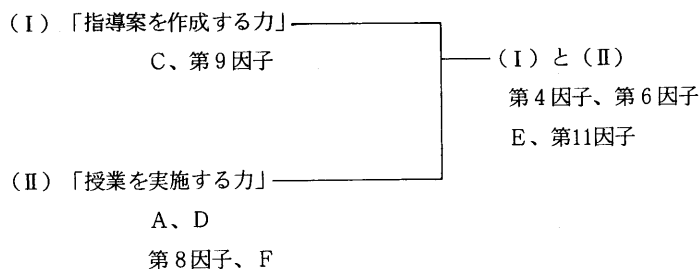 (Ⅰ)「指導案を作成する力」
C、第9因子
(Ⅰ)と(Ⅱ)
第4因子、第6因子
E、第11因子
(Ⅱ)「授業を実施する力」
A、D
第8因子、F